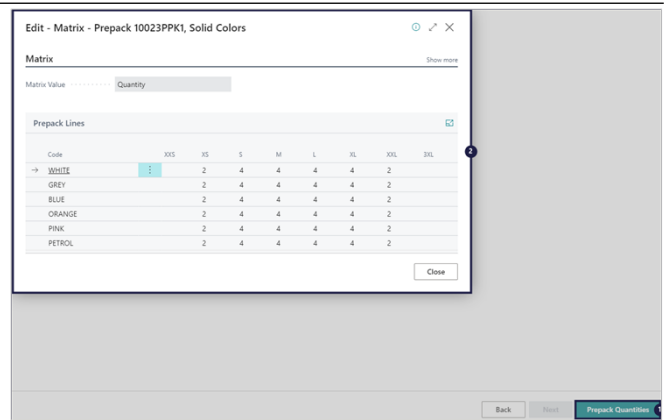 Edit - Matrix - Prepack 10023PPK1, Solid Colors
Matrix
Show more
Matrix Value Quantity
Prepack Lines
Code XXS XS S M L XL XXL 3XL
→ WHITE 2 4 4 4 4 2
GREY 2 4 4 4 4 2
BLUE 2 4 4 4 4 2
ORANGE 2 4 4 4 4 2
PINK 2 4 4 4 4 2
PETROL 2 4 4 4 4 2
2
Close
Back Next Prepack Quantities 1